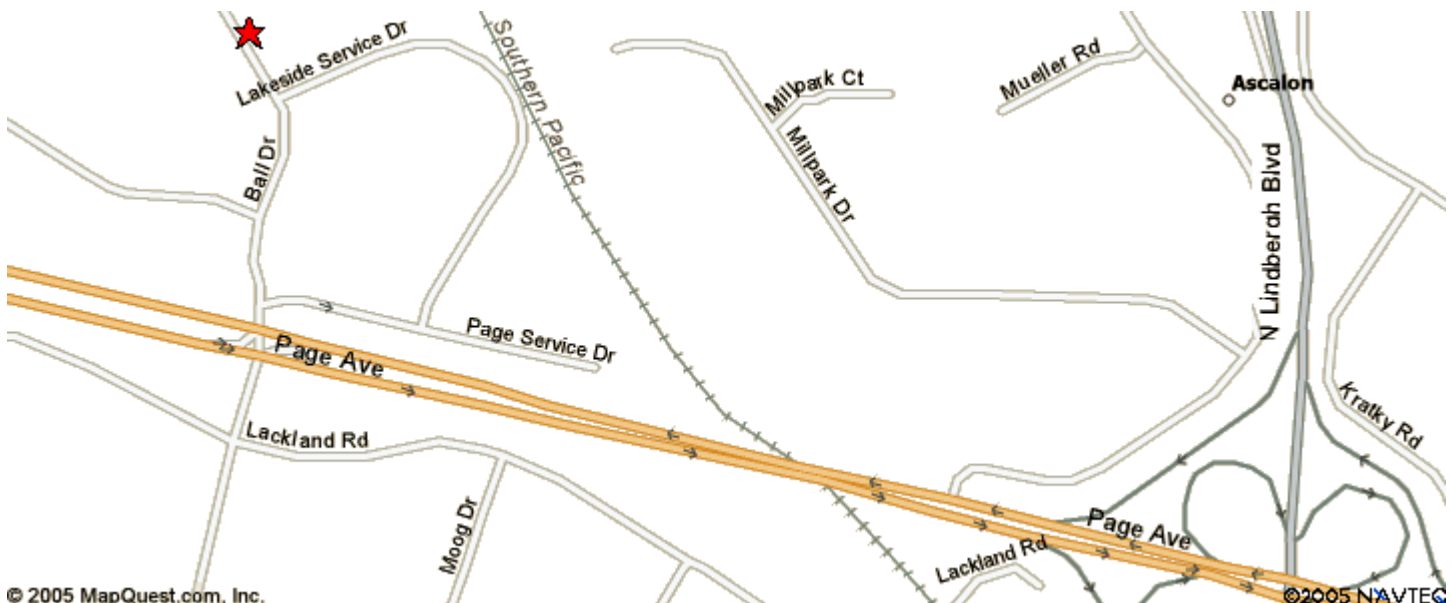 Southern Pacific
Lakeside Service Dr
Mueller Rd
Millpark Ct
Ascalon
Ball Dr
Millpark Dr
N Lindbergh Blvd
Page Service Dr
Page Ave
Kratky Rd
Lackland Rd
Moog Dr
Page Ave
Lackland Rd
© 2005 MapQuest.com, Inc.
©2005 NAVTEQ